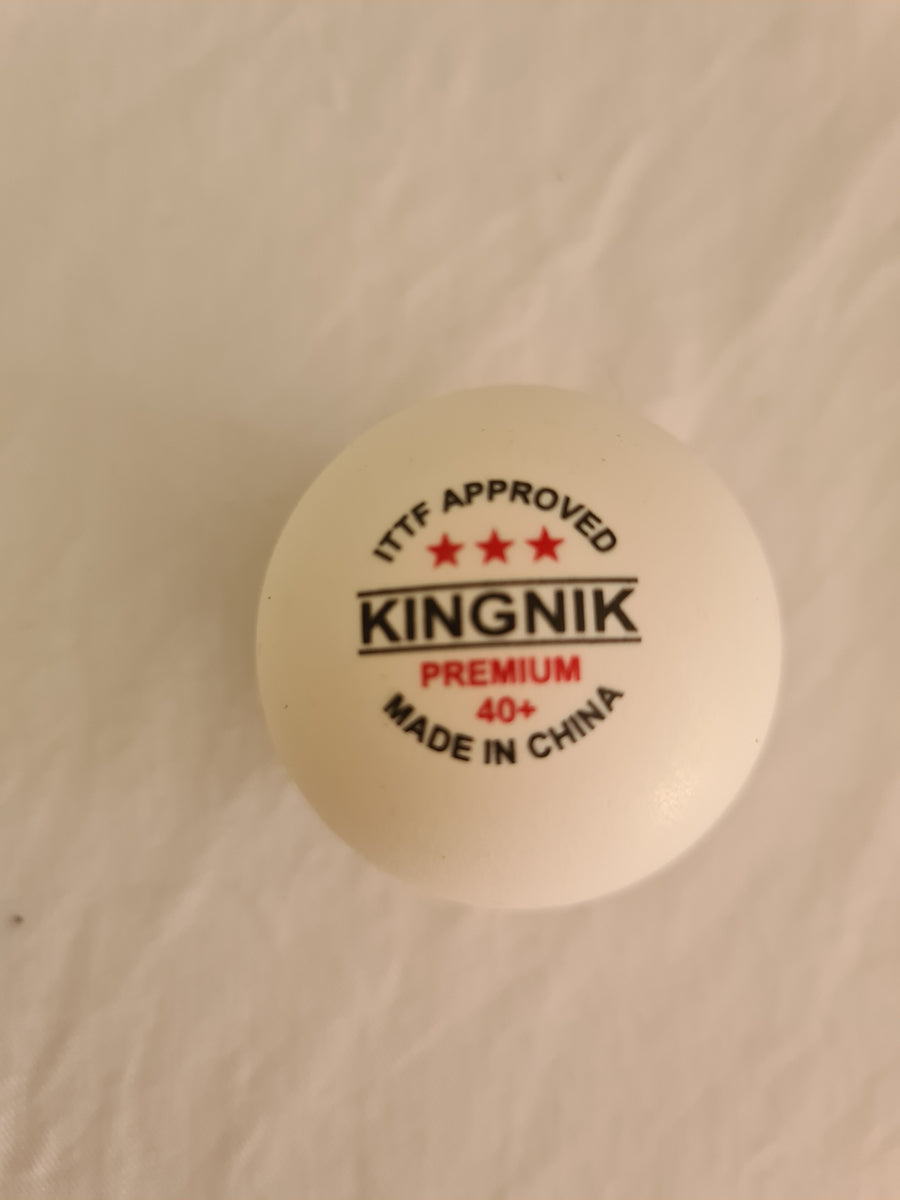 ITTF APPROVED
★★★
KINGNIK
PREMIUM
40+
MADE IN CHINA